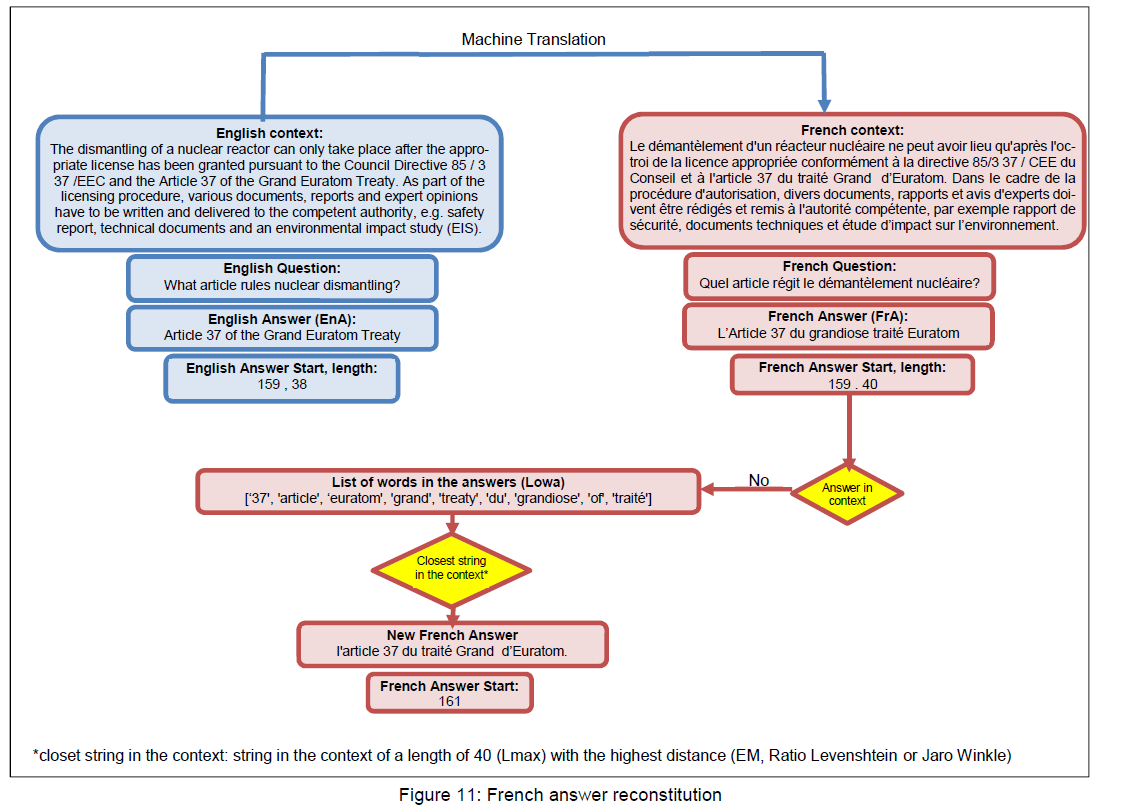 Machine Translation
English context:
The dismantling of a nuclear reactor can only take place after the appro-
priate license has been granted pursuant to the Council Directive 85 / 3
37 /EEC and the Article 37 of the Grand Euratom Treaty. As part of the
licensing procedure, various documents, reports and expert opinions
have to be written and delivered to the competent authority, e.g. safety
report, technical documents and an environmental impact study (EIS).
French context:
Le démantèlement d'un réacteur nucléaire ne peut avoir lieu qu'après l'oc-
troi de la licence appropriée conformément à la directive 85/3 37 / CEE du
Conseil et à l'article 37 du traité Grand  d'Euratom. Dans le cadre de la
procédure d'autorisation, divers documents, rapports et avis d'experts doi-
vent être rédigés et remis à l'autorité compétente, par exemple rapport de
sécurité, documents techniques et étude d'impact sur l'environnement.
English Question:
What article rules nuclear dismantling?
French Question:
Quel article régit le démantèlement nucléaire?
English Answer (EnA):
Article 37 of the Grand Euratom Treaty
French Answer (FrA):
L'Article 37 du grandiose traité Euratom
English Answer Start, length:
159 , 38
French Answer Start, length:
159 . 40
List of words in the answers (Lowa)
['37', 'article', 'euratom', 'grand', 'treaty', 'du', 'grandiose', 'of', 'traité']
No
Answer in
context
Closest string
in the context*
New French Answer
l'article 37 du traité Grand  d'Euratom.
French Answer Start:
161
*closet string in the context: string in the context of a length of 40 (Lmax) with the highest distance (EM, Ratio Levenshtein or Jaro Winkle)
Figure 11: French answer reconstitution